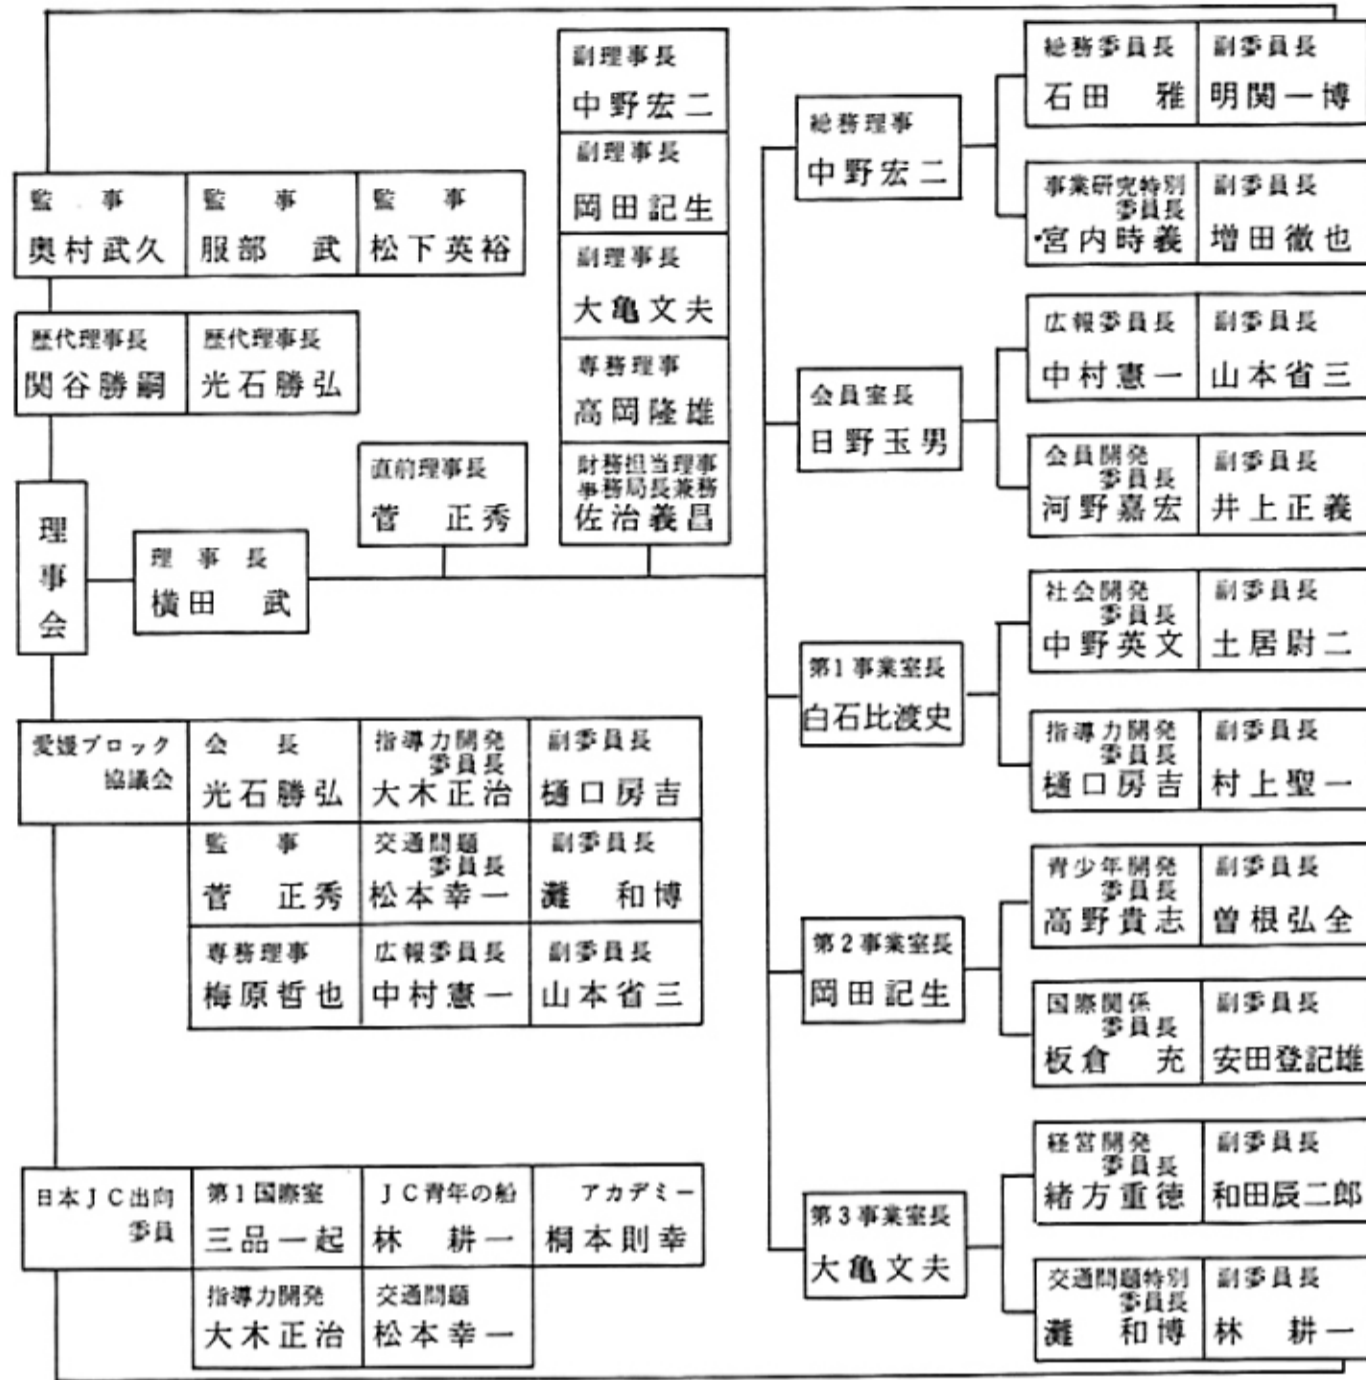 監 事
奥村武久
監 事
服部 武
監 事
松下英裕
歴代理事長
関谷勝嗣
歴代理事長
光石勝弘
理事会
理 事 長
横田 武
直前理事長
菅 正秀
副理事長
中野宏二
副理事長
岡田記生
副理事長
大亀文夫
専務理事
高岡隆雄
財務担当理事
事務局長兼務
佐治義昌
総務理事
中野宏二
総務委員長
石田 雅
副委員長
明関一博
事業研究特別
委員長
宮内時義
副委員長
増田徹也
会員室長
日野玉男
広報委員長
中村憲一
副委員長
山本省三
会員開発
委員長
河野嘉宏
副委員長
井上正義
第1事業室長
白石比渡史
社会開発
委員長
中野英文
副委員長
土居尉二
指導力開発
委員長
樋口房吉
副委員長
村上聖一
第2事業室長
岡田記生
青少年開発
委員長
高野貴志
副委員長
曽根弘全
国際関係
委員長
板倉 充
副委員長
安田登記雄
第3事業室長
大亀文夫
経営開発
委員長
緒方重徳
副委員長
和田辰二郎
交通問題特別
委員長
灘 和博
副委員長
林 耕一
愛媛ブロック
協議会
会 長
光石勝弘
指導力開発
委員長
大木正治
副委員長
樋口房吉
監 事
菅 正秀
交通問題
委員長
松本幸一
副委員長
灘 和博
専務理事
梅原哲也
広報委員長
中村憲一
副委員長
山本省三
日本JC出向
委員
第1国際室
三品一起
JC青年の船
林 耕一
アカデミー
桐本則幸
指導力開発
大木正治
交通問題
松本幸一